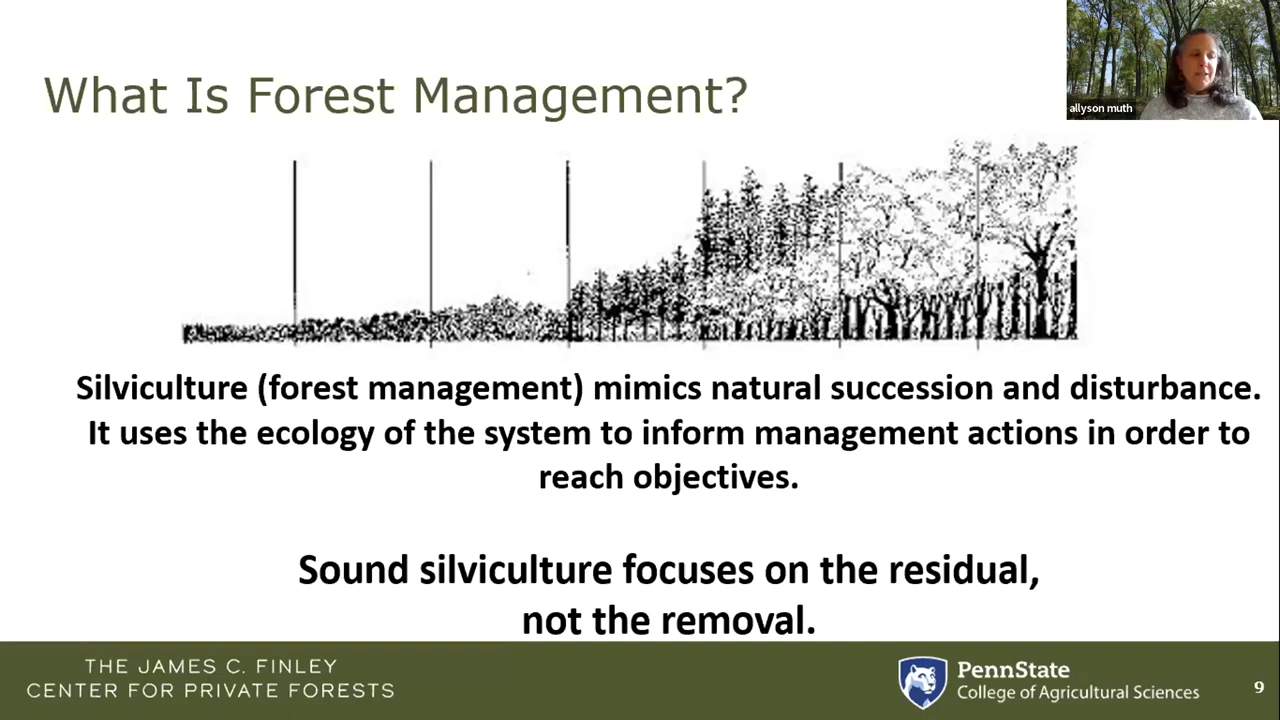 What Is Forest Management?
allyson muth
Silviculture (forest management) mimics natural succession and disturbance.
It uses the ecology of the system to inform management actions in order to
reach objectives.
Sound silviculture focuses on the residual,
not the removal.
THE JAMES C. FINLEY
CENTER FOR PRIVATE FORESTS
PennState
College of Agricultural Sciences
9